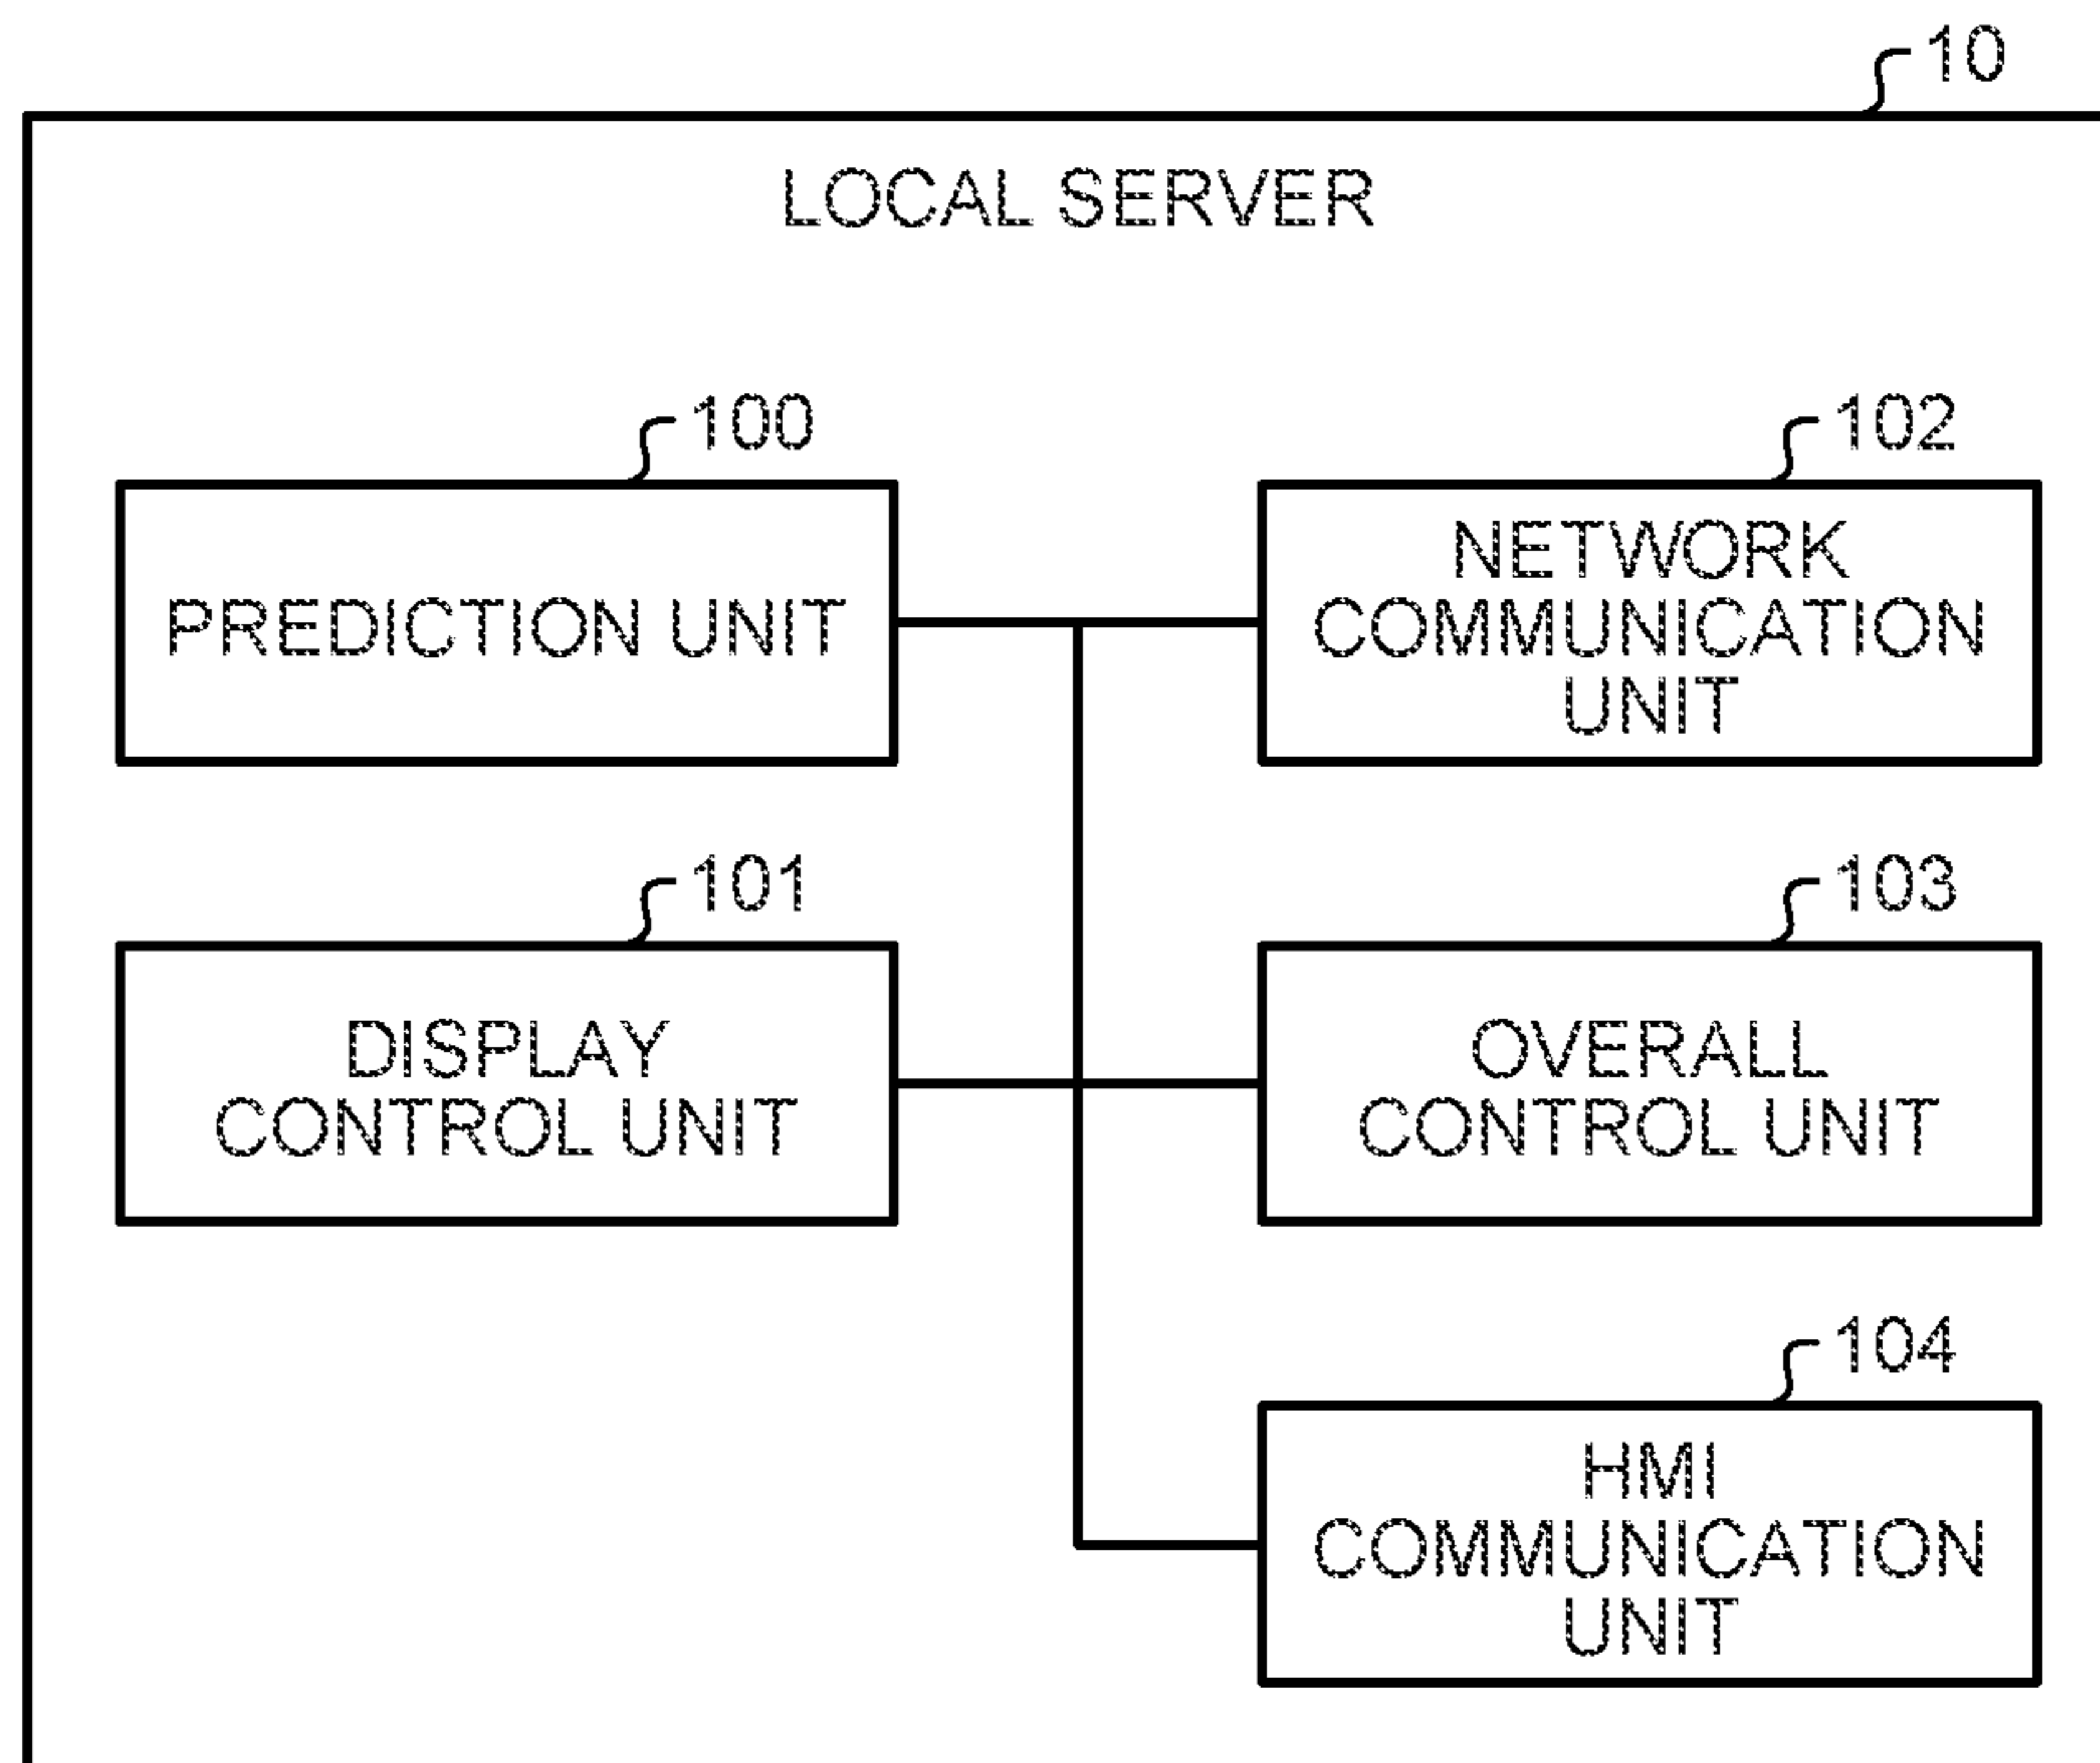 10
LOCAL SERVER
100
PREDICTION UNIT
102
NETWORK
COMMUNICATION
UNIT
101
DISPLAY
CONTROL UNIT
103
OVERALL
CONTROL UNIT
104
HMI
COMMUNICATION
UNIT